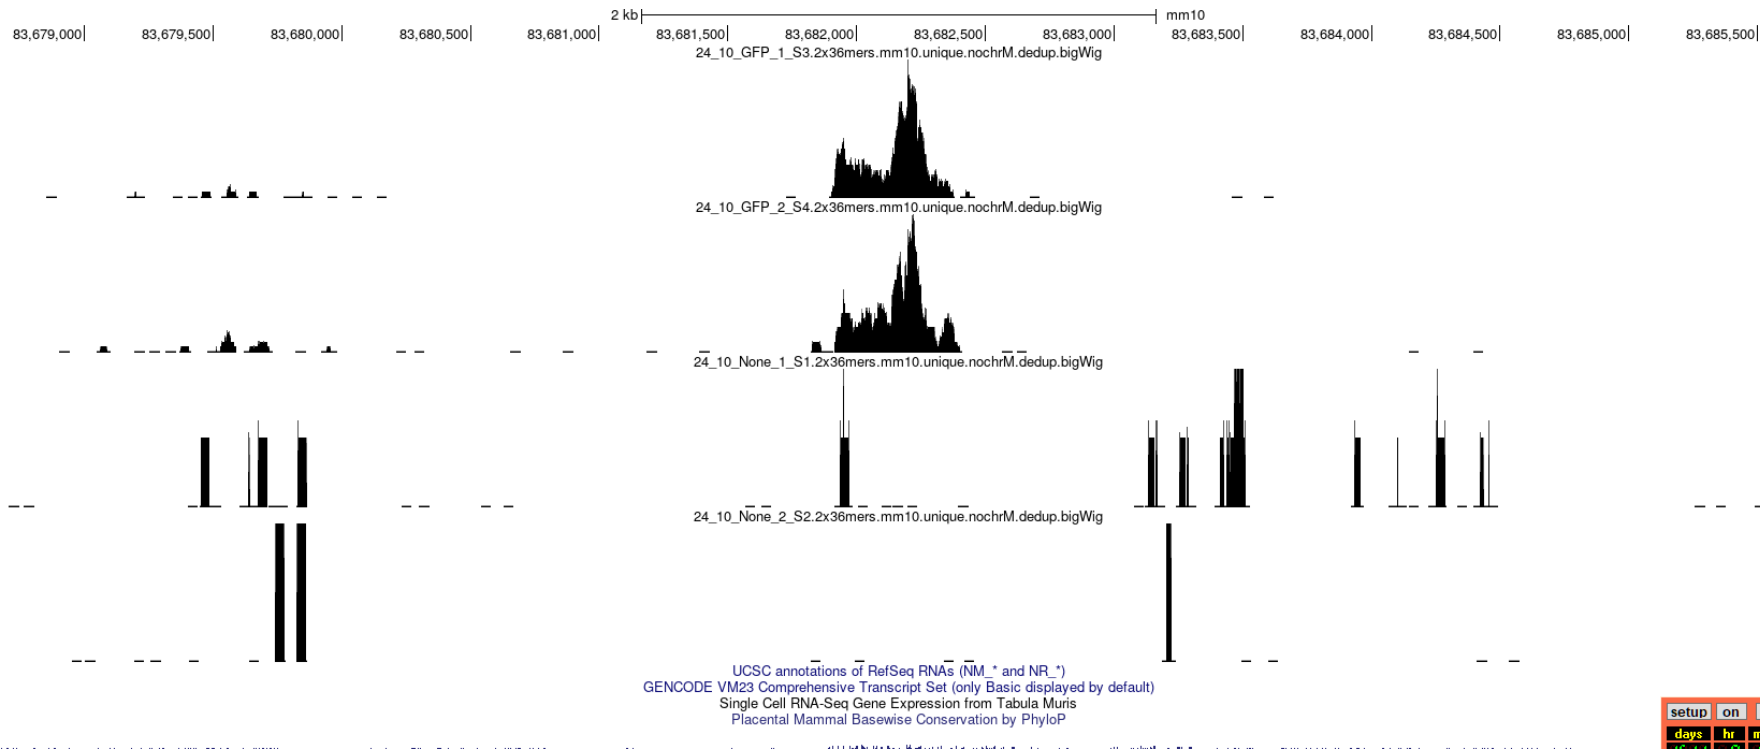 2 kb mm10
83,679,000 83,679,500 83,680,000 83,680,500 83,681,000 83,681,500 83,682,000 83,682,500 83,683,000 83,683,500 83,684,000 83,684,500 83,685,000 83,685,500
24_10_GFP_1_S3.2x36mers.mm10.unique.nochrM.dedup.bigWig
24_10_GFP_2_S4.2x36mers.mm10.unique.nochrM.dedup.bigWig
24_10_None_1_S1.2x36mers.mm10.unique.nochrM.dedup.bigWig
24_10_None_2_S2.2x36mers.mm10.unique.nochrM.dedup.bigWig
UCSC annotations of RefSeq RNAs (NM_* and NR_*)
GENCODE VM23 Comprehensive Transcript Set (only Basic displayed by default)
Single Cell RNA-Seq Gene Expression from Tabula Muris
Placental Mammal Basewise Conservation by PhyloP
setup on
days hr